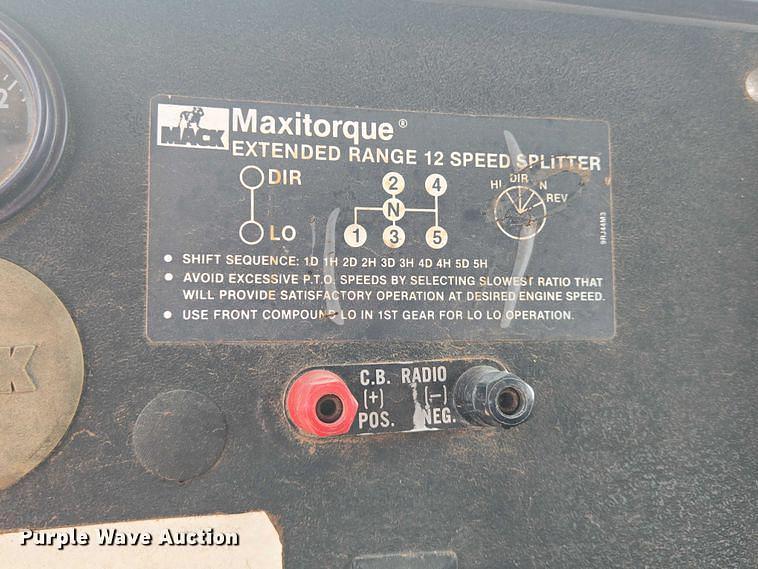 2
MACK
Maxitorque®
EXTENDED RANGE 12 SPEED SPLITTER
DIR
LO
2 4
N
1 3 5
DIR
HI N
REV
9RJ44M3
• SHIFT SEQUENCE: 1D 1H 2D 2H 3D 3H 4D 4H 5D 5H
• AVOID EXCESSIVE P.T.O. SPEEDS BY SELECTING SLOWEST RATIO THAT
WILL PROVIDE SATISFACTORY OPERATION AT DESIRED ENGINE SPEED.
• USE FRONT COMPOUND LO IN 1ST GEAR FOR LO LO OPERATION.
C.B. RADIO
(+) (-)
POS. NEG.
K
Purple Wave Auction